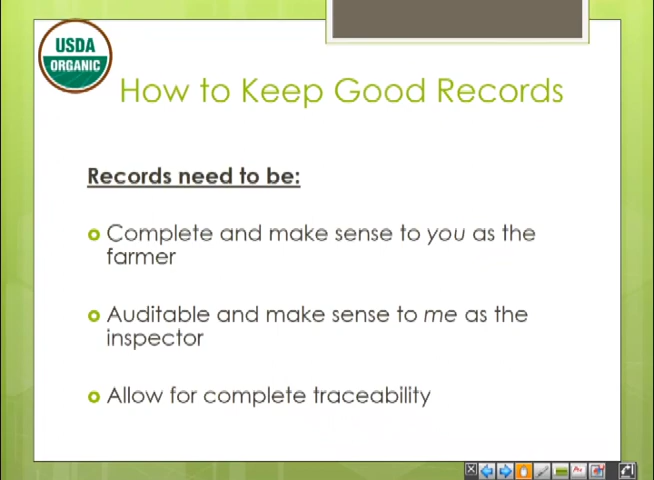 USDA
ORGANIC
How to Keep Good Records
Records need to be:
Complete and make sense to you as the
farmer
Auditable and make sense to me as the
inspector
Allow for complete traceability